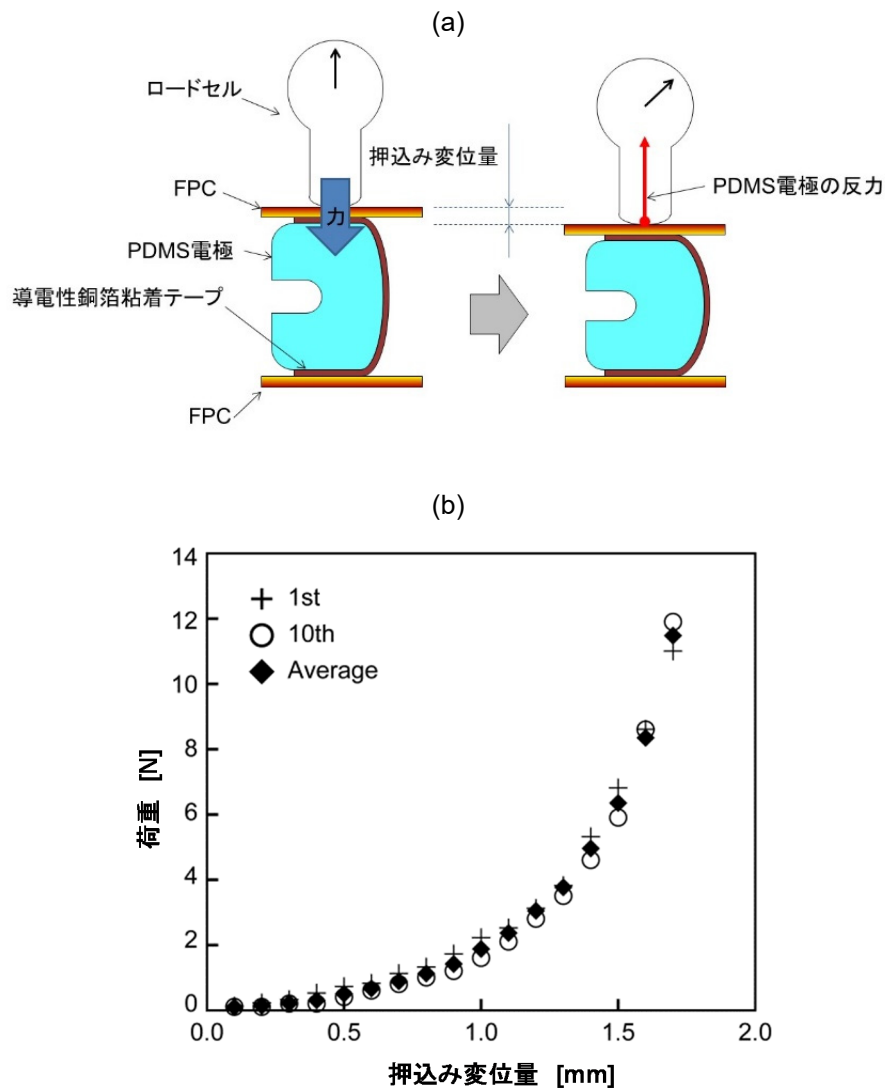 (a)
ロードセル
押込み変位量
FPC
力
PDMS電極の反力
PDMS電極
導電性銅箔粘着テープ
FPC
(b)
14
12
10
8
6
4
2
0
1st
10th
Average
荷重 [N]
0.0
0.5
1.0
1.5
2.0
押込み変位量 [mm]